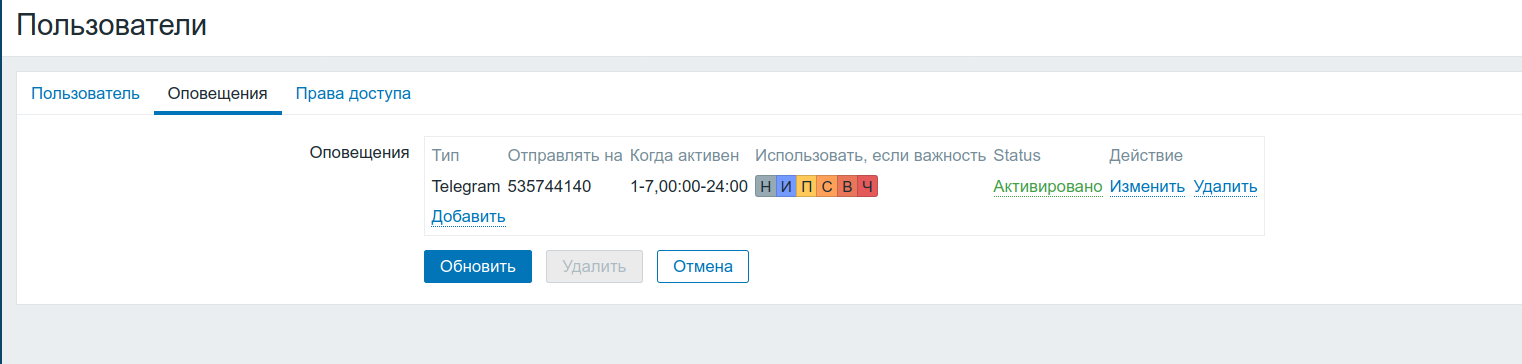 Пользователи
Пользователь Оповещения Права доступа
Оповещения Тип Отправлять на Когда активен Использовать, если важность Status Действие
Telegram 535744140 1-7,00:00-24:00 Н И П С В Ч Активировано Изменить Удалить
Добавить
Обновить Удалить Отмена